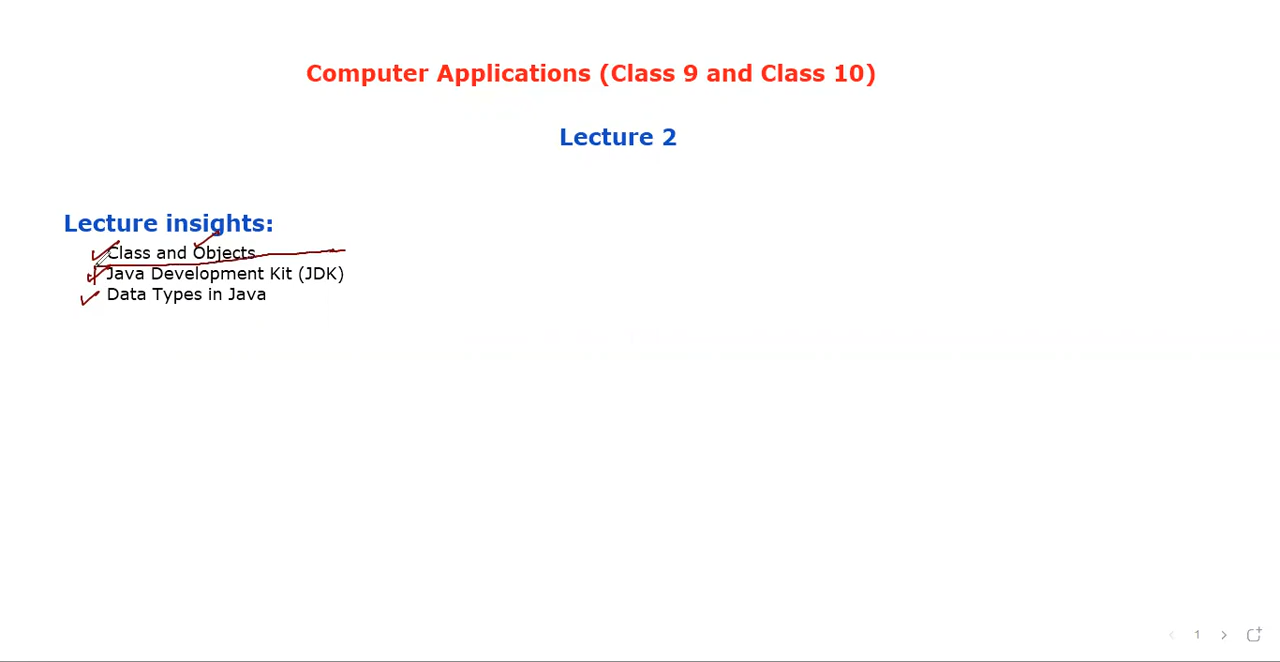 Computer Applications (Class 9 and Class 10)
Lecture 2
Lecture insights:
Class and Objects
Java Development Kit (JDK)
Data Types in Java
1